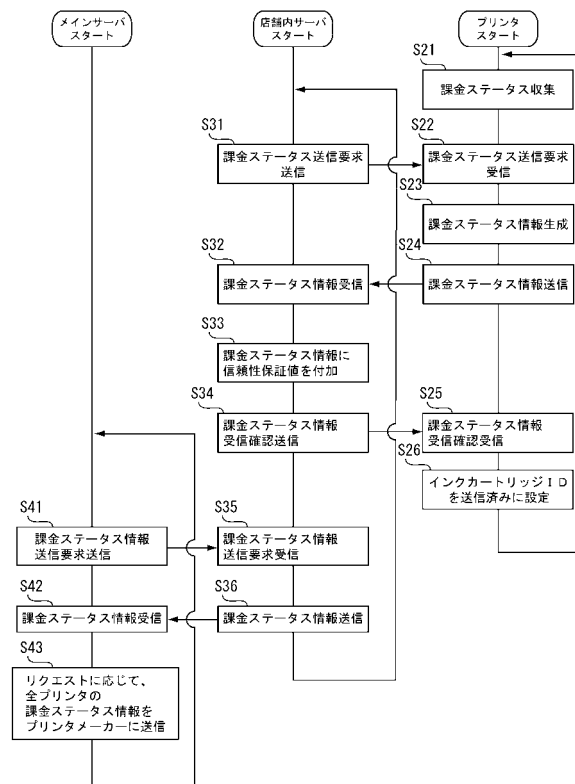 メインサーバ
スタート
店舗内サーバ
スタート
プリンタ
スタート
S21
課金ステータス収集
S31
課金ステータス送信要求
送信
S22
課金ステータス送信要求
受信
S23
課金ステータス情報生成
S32
課金ステータス情報受信
S24
課金ステータス情報送信
S33
課金ステータス情報に
信頼性保証値を付加
S34
課金ステータス情報
受信確認送信
S25
課金ステータス情報
受信確認受信
S26
インクカートリッジID
を送信済みに設定
S41
課金ステータス情報
送信要求送信
S35
課金ステータス情報
送信要求受信
S42
課金ステータス情報受信
S36
課金ステータス情報送信
S43
リクエストに応じて、
全プリンタの
課金ステータス情報を
プリンタメーカーに送信